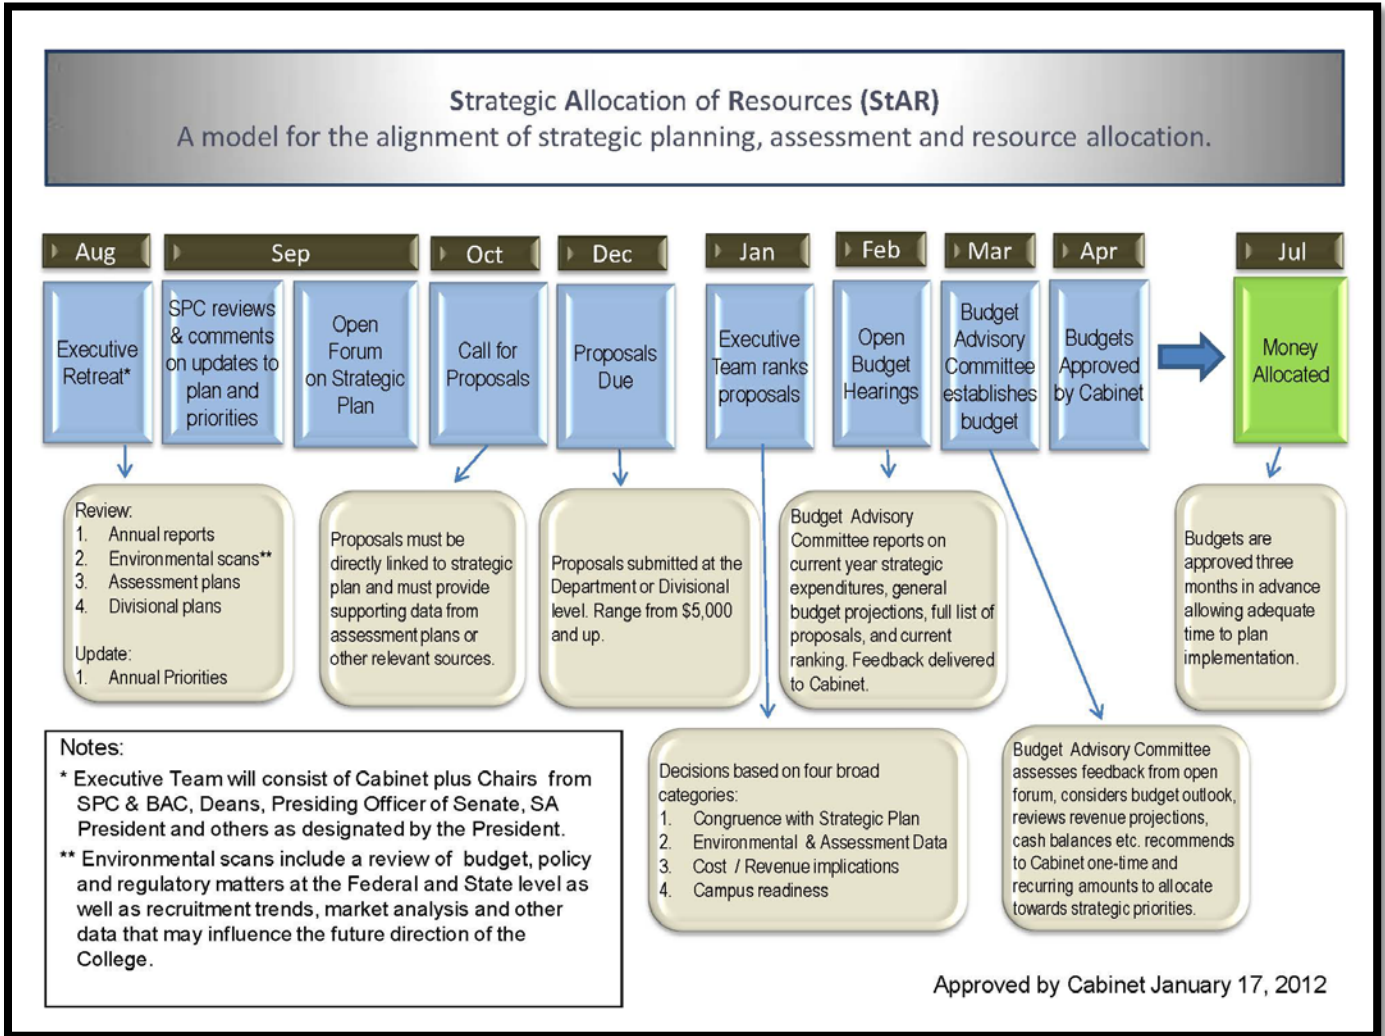 Strategic Allocation of Resources (StAR)
A model for the alignment of strategic planning, assessment and resource allocation.
Aug
Sep
Oct
Dec
Jan
Feb
Mar
Apr
Jul
Executive
Retreat*
SPC reviews
& comments
on updates to
plan and
priorities
Open
Forum
on Strategic
Plan
Call for
Proposals
Proposals
Due
Executive
Team ranks
proposals
Open
Budget
Hearings
Budget
Advisory
Committee
establishes
budget
Budgets
Approved
by Cabinet
Money
Allocated
Review:
1. Annual reports
2. Environmental scans**
3. Assessment plans
4. Divisional plans
Update:
1. Annual Priorities
Proposals must be
directly linked to strategic
plan and must provide
supporting data from
assessment plans or
other relevant sources.
Proposals submitted at the
Department or Divisional
level. Range from $5,000
and up.
Budget Advisory
Committee reports on
current year strategic
expenditures, general
budget projections, full list of
proposals, and current
ranking. Feedback delivered
to Cabinet.
Budgets are
approved three
months in advance
allowing adequate
time to plan
implementation.
Notes:
* Executive Team will consist of Cabinet plus Chairs from
SPC & BAC, Deans, Presiding Officer of Senate, SA
President and others as designated by the President.
** Environmental scans include a review of budget, policy
and regulatory matters at the Federal and State level as
well as recruitment trends, market analysis and other
data that may influence the future direction of the
College.
Decisions based on four broad
categories:
1. Congruence with Strategic Plan
2. Environmental & Assessment Data
3. Cost / Revenue implications
4. Campus readiness
Budget Advisory Committee
assesses feedback from open
forum, considers budget outlook,
reviews revenue projections,
cash balances etc. recommends
to Cabinet one-time and
recurring amounts to allocate
towards strategic priorities.
Approved by Cabinet January 17, 2012